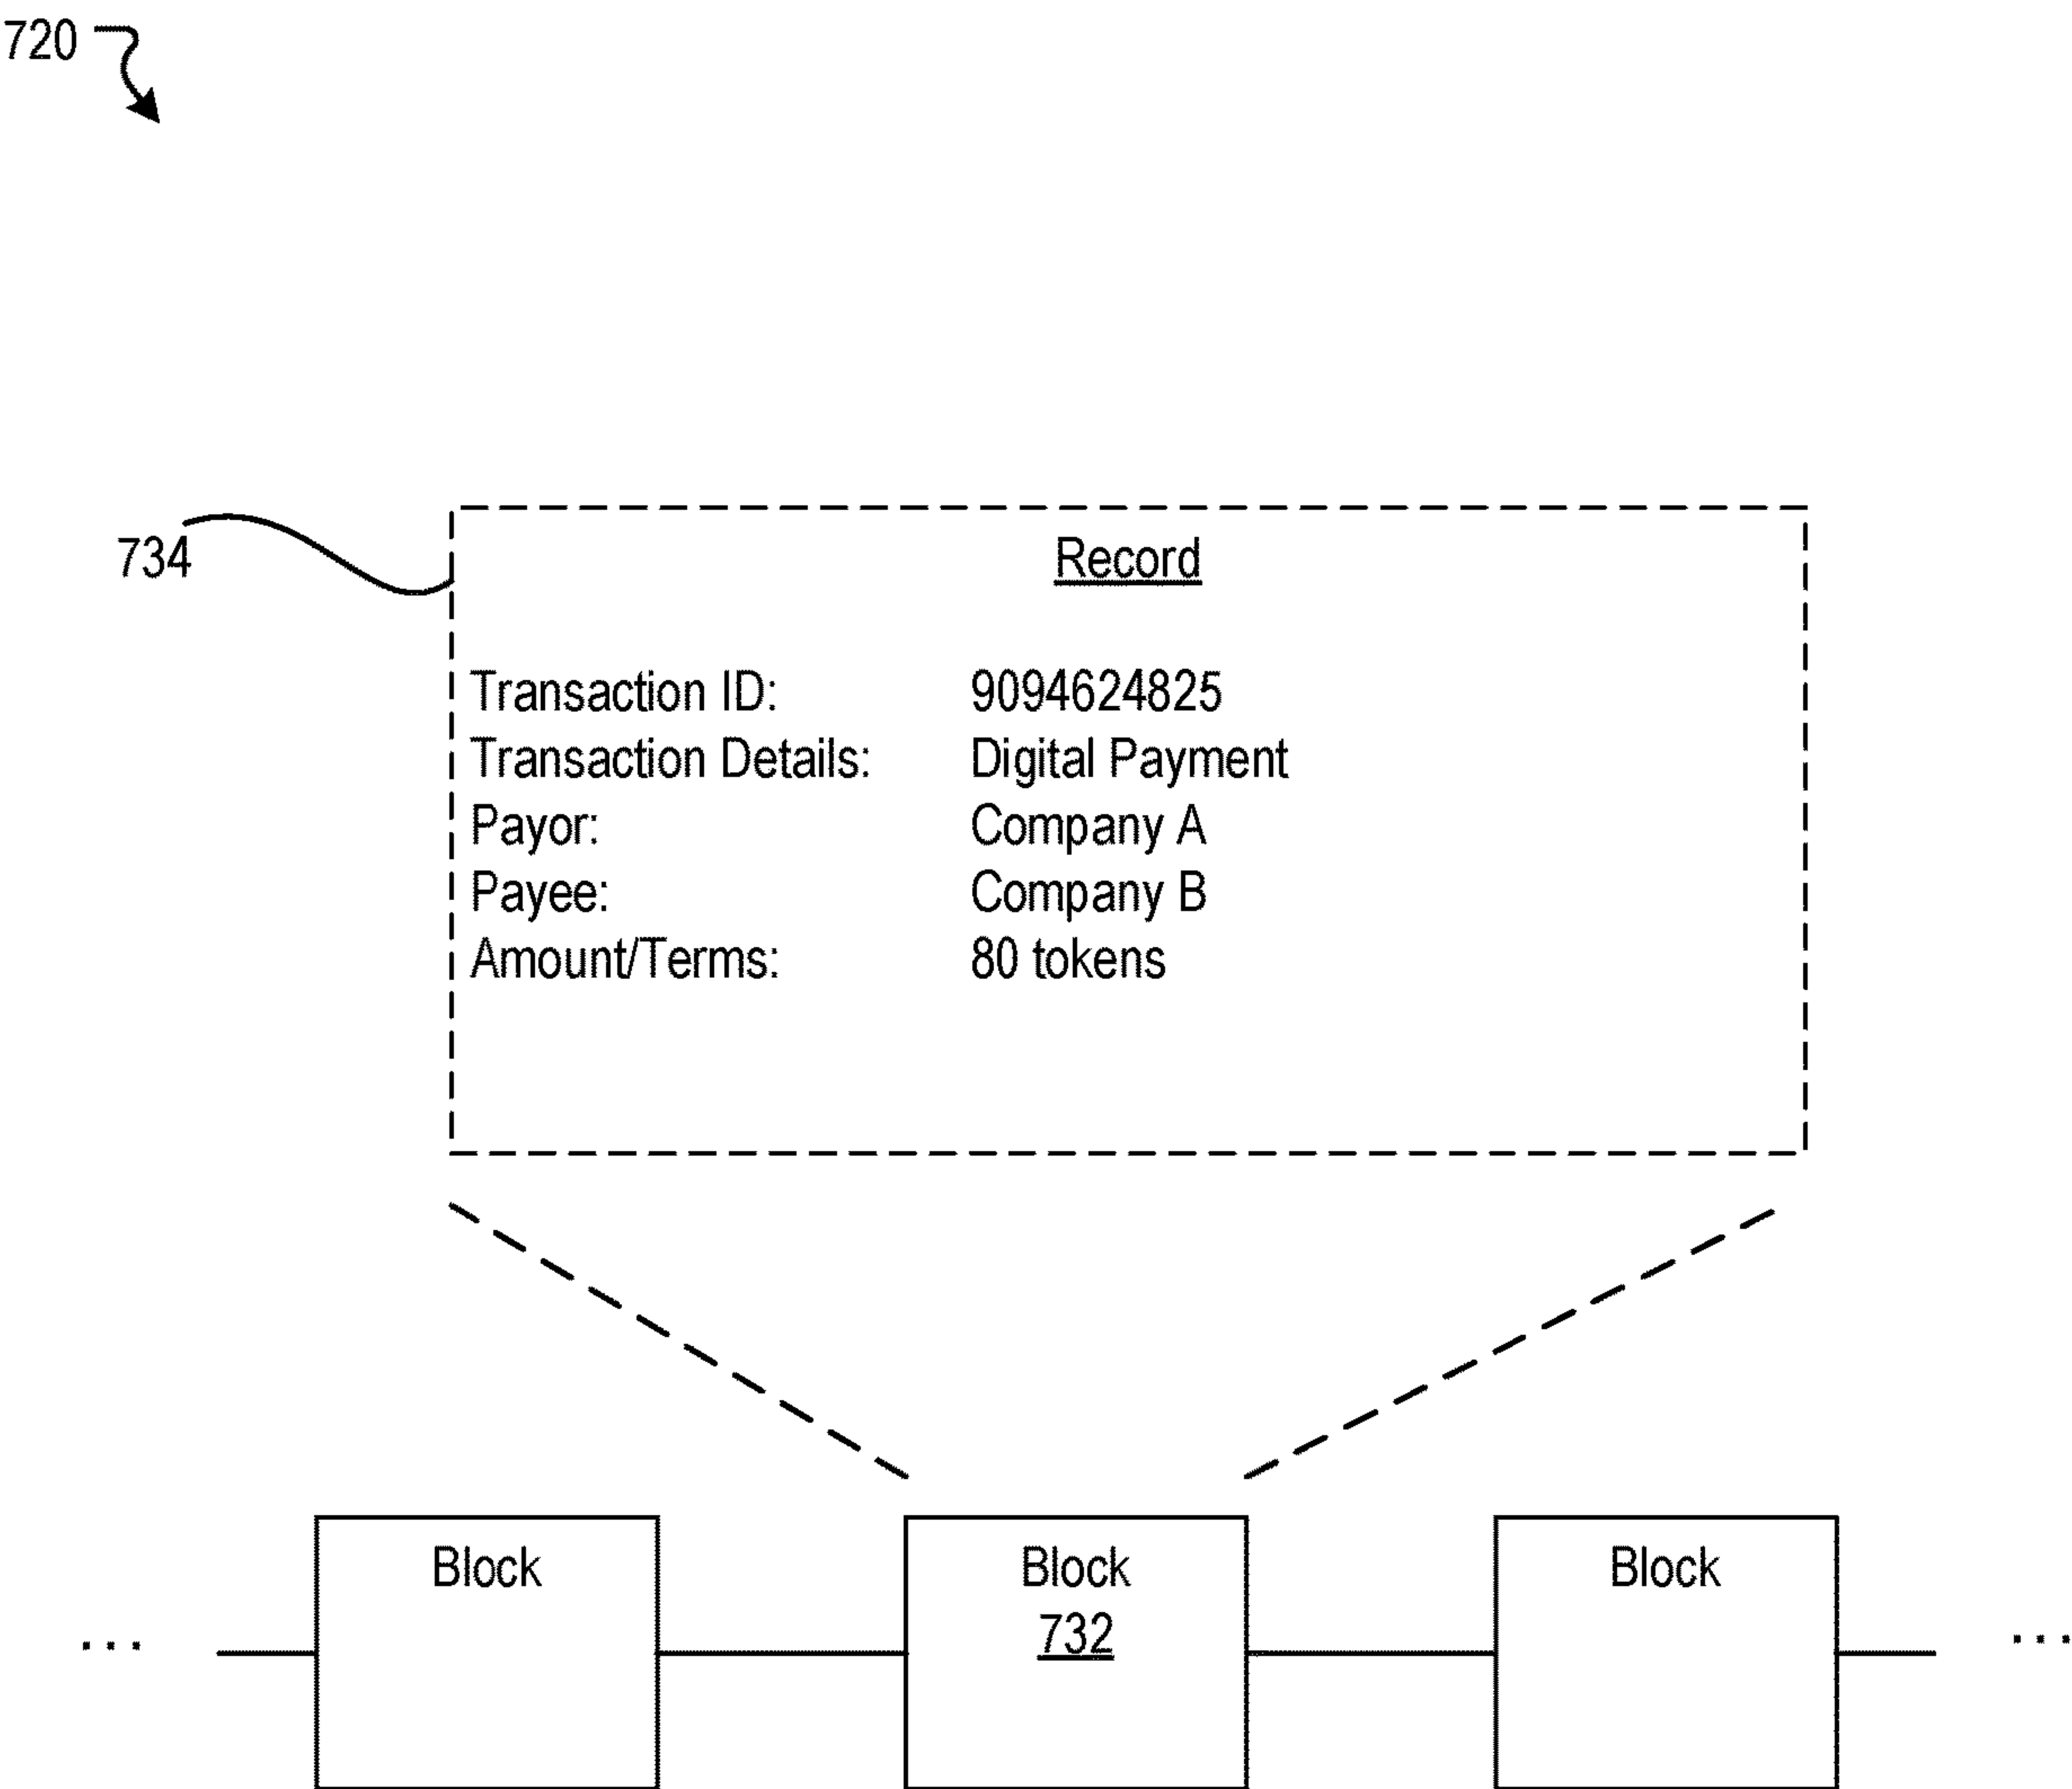 720
734
Record
Transaction ID: 9094624825
Transaction Details: Digital Payment
Payor: Company A
Payee: Company B
Amount/Terms: 80 tokens
Block Block Block
... 732 ...